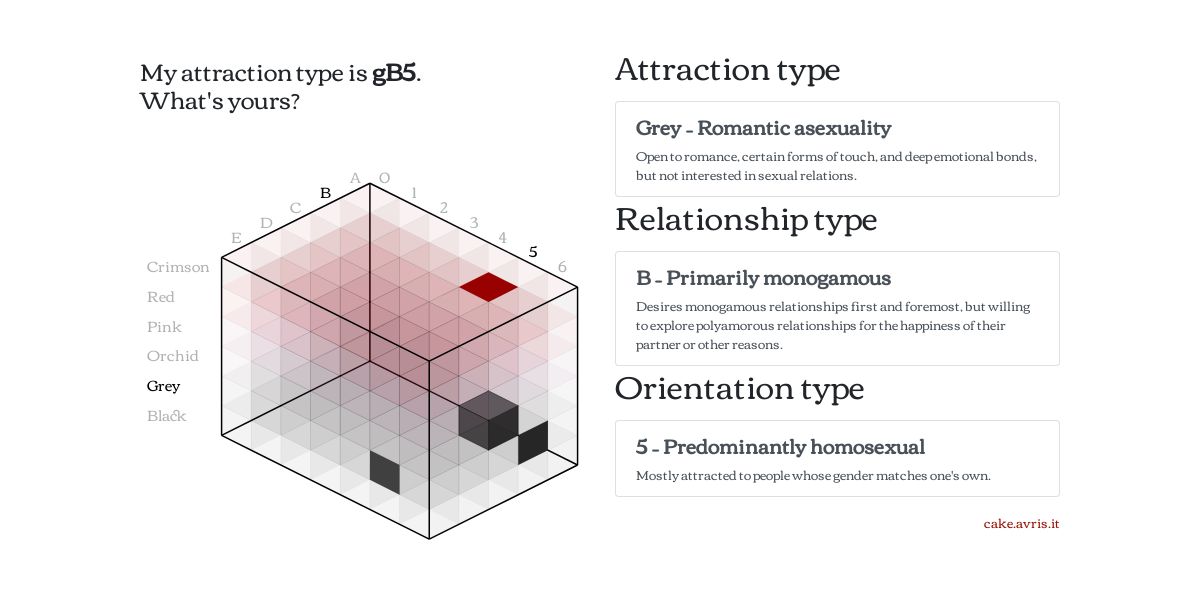 My attraction type is gB5.
What's yours?
A O
B 1
C 2
D 3
E 4
5
6
Crimson
Red
Pink
Orchid
Grey
Black
Attraction type
Grey – Romantic asexuality
Open to romance, certain forms of touch, and deep emotional bonds,
but not interested in sexual relations.
Relationship type
B – Primarily monogamous
Desires monogamous relationships first and foremost, but willing
to explore polyamorous relationships for the happiness of their
partner or other reasons.
Orientation type
5 – Predominantly homosexual
Mostly attracted to people whose gender matches one's own.
cake.avris.it